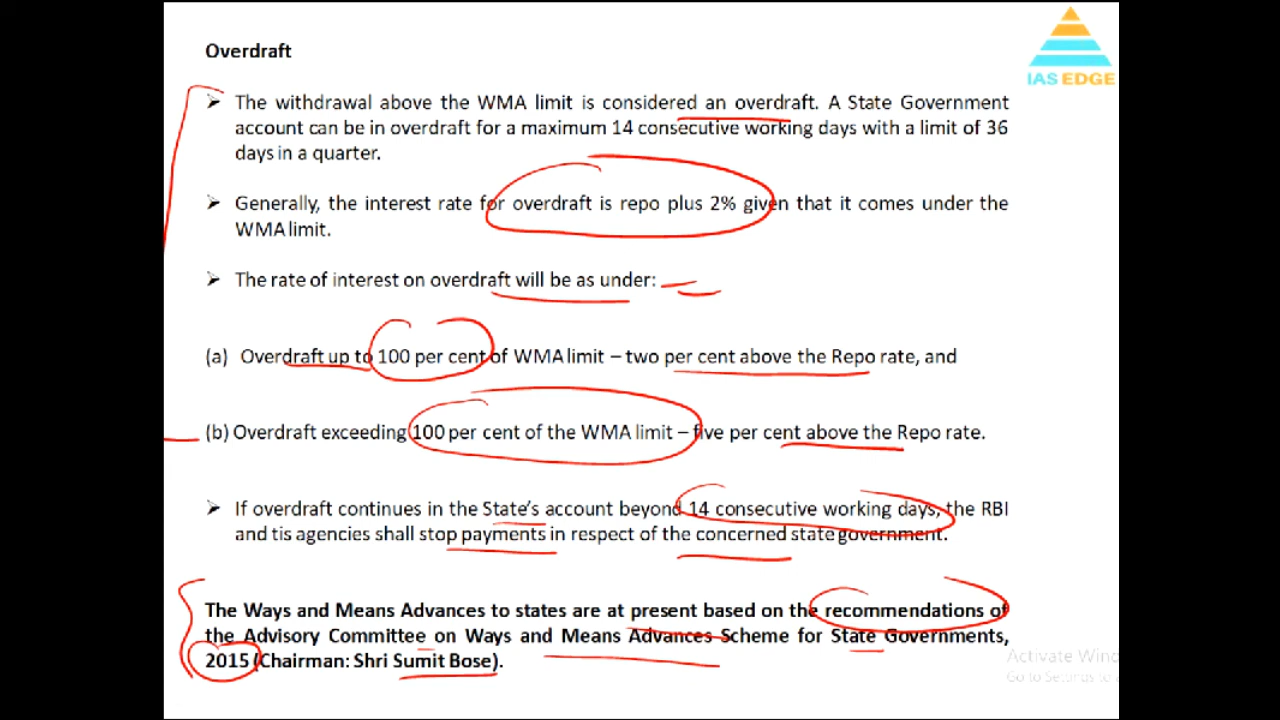 IAS EDGE
Overdraft
➢ The withdrawal above the WMA limit is considered an overdraft. A State Government
account can be in overdraft for a maximum 14 consecutive working days with a limit of 36
days in a quarter.
➢ Generally, the interest rate for overdraft is repo plus 2% given that it comes under the
WMA limit.
➢ The rate of interest on overdraft will be as under:
(a) Overdraft up to 100 per cent of WMA limit – two per cent above the Repo rate, and
(b) Overdraft exceeding 100 per cent of the WMA limit – five per cent above the Repo rate.
➢ If overdraft continues in the State's account beyond 14 consecutive working days, the RBI
and tis agencies shall stop payments in respect of the concerned state government.
The Ways and Means Advances to states are at present based on the recommendations of
the Advisory Committee on Ways and Means Advances Scheme for State Governments,
2015 (Chairman: Shri Sumit Bose).
Activate Wind
Go to Settings to